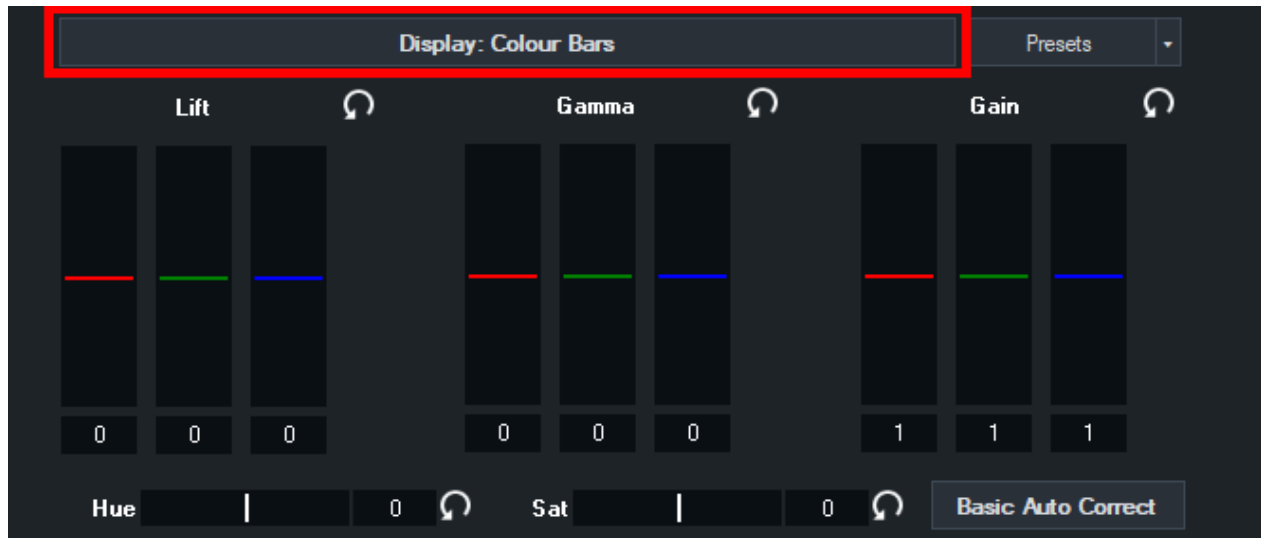 Display: Colour Bars Presets
Lift Gamma Gain
0 0 0 0 0 0 1 1 1
Hue 0 Sat 0 Basic Auto Correct